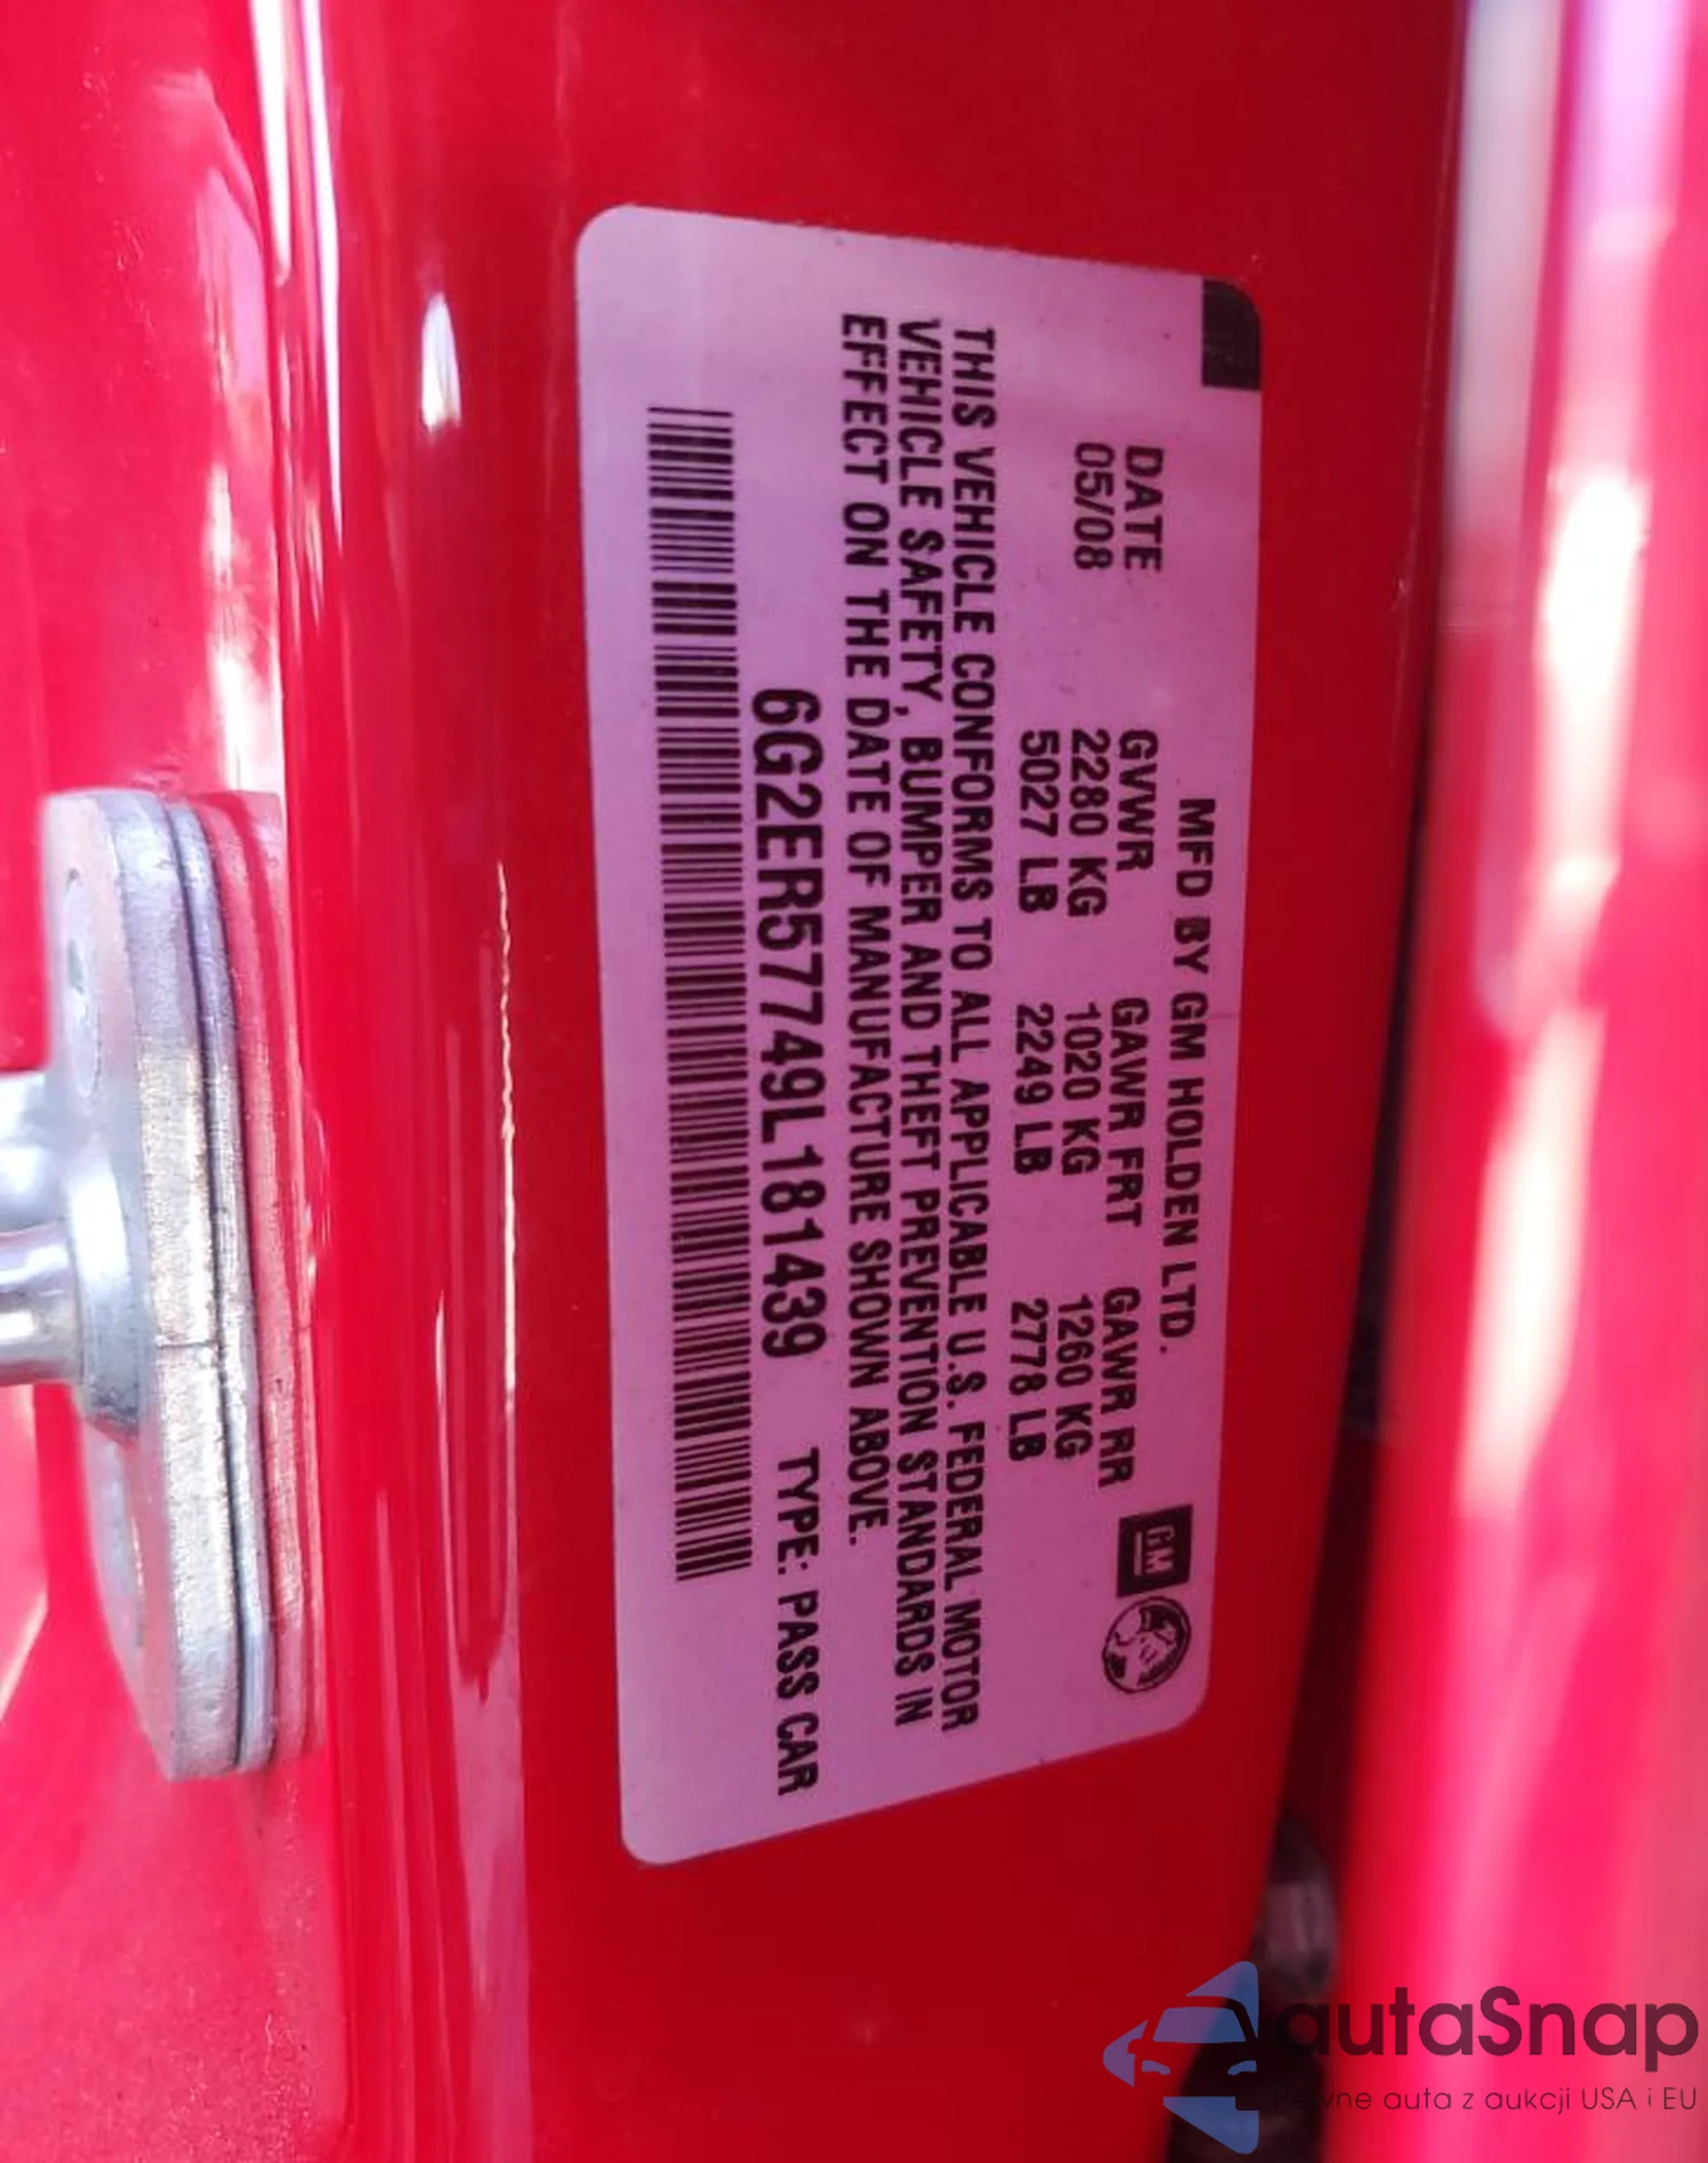 MFD BY GM HOLDEN LTD.
GM
DATE GVWR GAWR FRT GAWR RR
05/08 2280 KG 1020 KG 1260 KG
5027 LB 2249 LB 2778 LB
THIS VEHICLE CONFORMS TO ALL APPLICABLE U.S. FEDERAL MOTOR
VEHICLE SAFETY, BUMPER AND THEFT PREVENTION STANDARDS IN
EFFECT ON THE DATE OF MANUFACTURE SHOWN ABOVE.
6G2ER57749L181439 TYPE: PASS CAR
autaSnap
Pewne auta z aukcji USA i EU